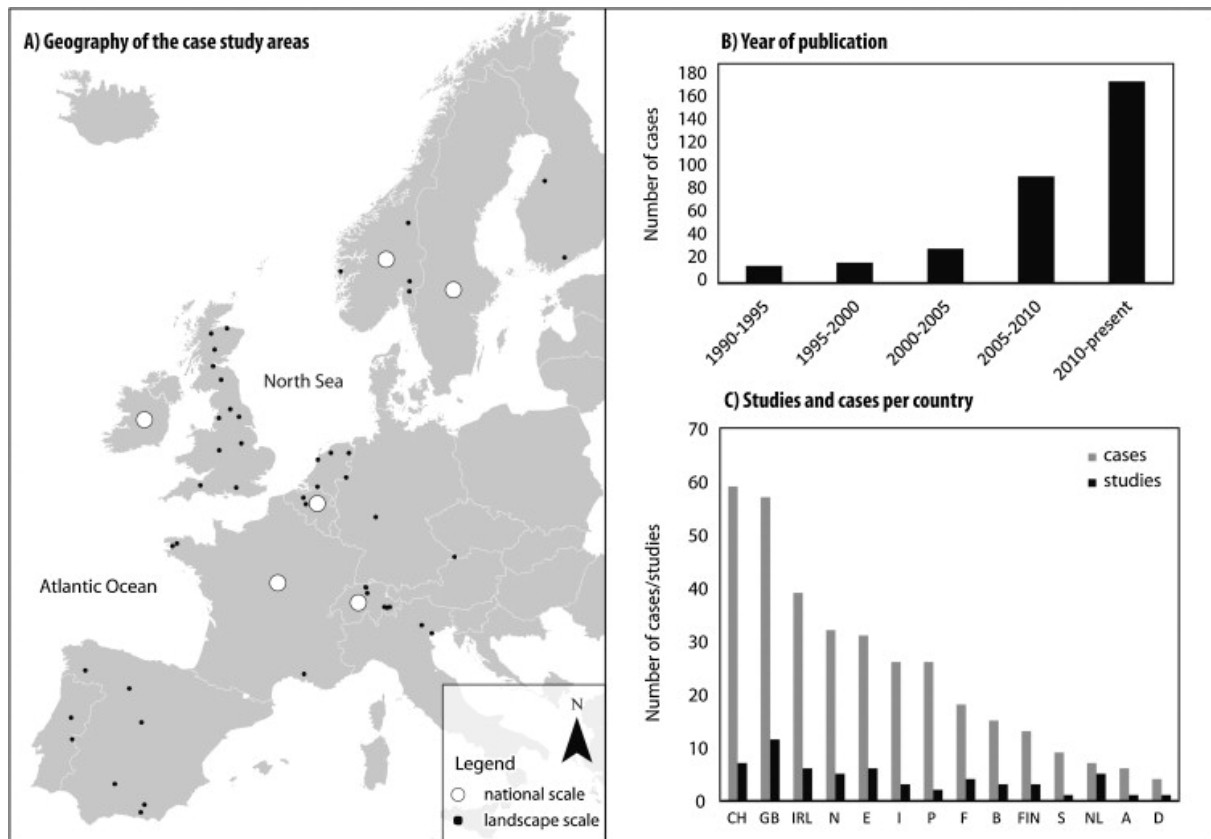 A) Geography of the case study areas
North Sea
Atlantic Ocean
N
Legend
national scale
landscape scale
B) Year of publication
Number of cases
180
160
140
120
100
80
60
40
20
0
1990-1995
1995-2000
2000-2005
2005-2010
2010-present
C) Studies and cases per country
Number of cases/studies
70
60
50
40
30
20
10
0
cases
studies
CH GB IRL N E I P F B FIN S NL A D